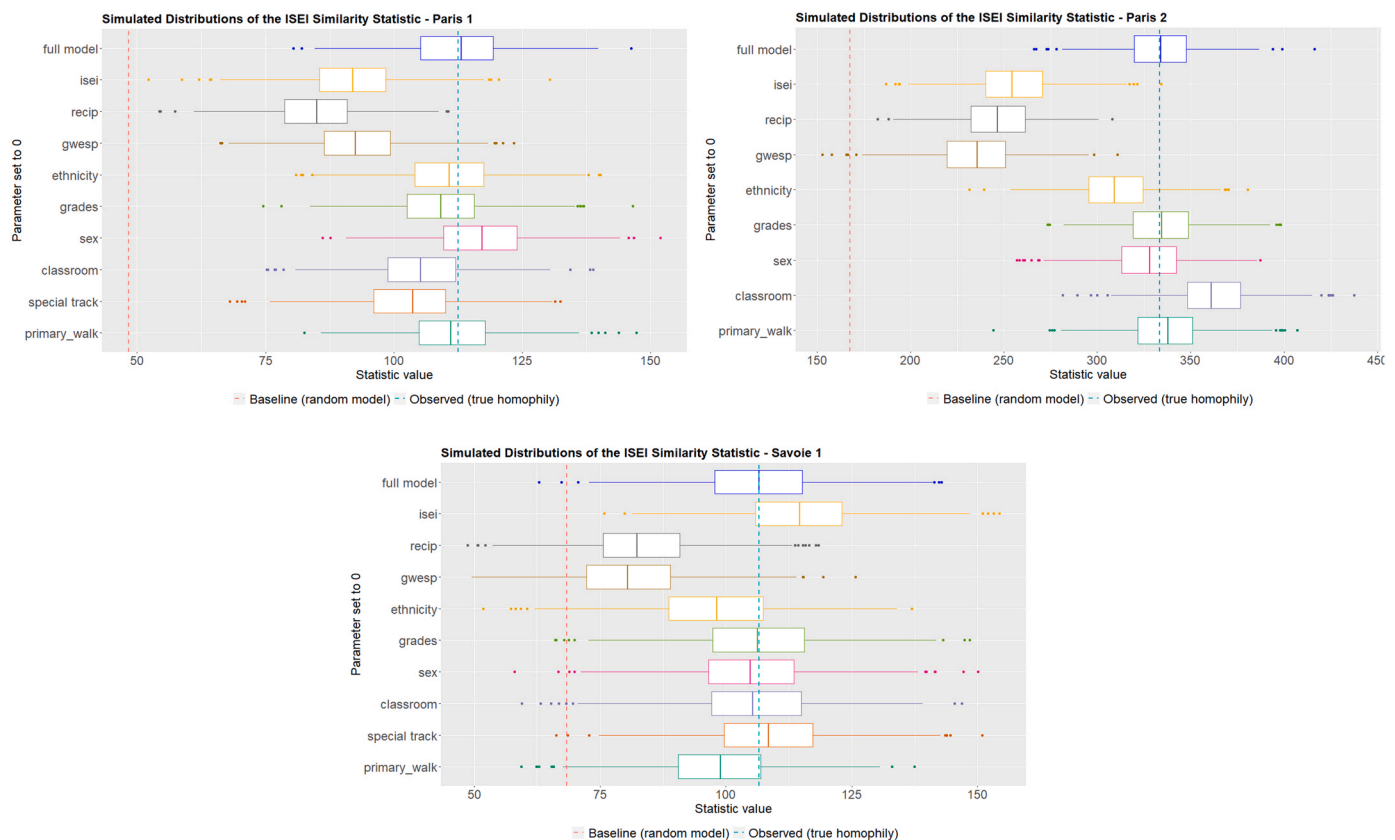 Simulated Distributions of the ISEI Similarity Statistic - Paris 1
Parameter set to 0
full model
isei
recip
gwesp
ethnicity
grades
sex
classroom
special track
primary_walk
50 75 100 125 150
Statistic value
Baseline (random model) Observed (true homophily)
Simulated Distributions of the ISEI Similarity Statistic - Paris 2
Parameter set to 0
full model
isei
recip
gwesp
ethnicity
grades
sex
classroom
primary_walk
150 200 250 300 350 400 450
Statistic value
Baseline (random model) Observed (true homophily)
Simulated Distributions of the ISEI Similarity Statistic - Savoie 1
Parameter set to 0
full model
isei
recip
gwesp
ethnicity
grades
sex
classroom
special track
primary_walk
50 75 100 125 150
Statistic value
Baseline (random model) Observed (true homophily)